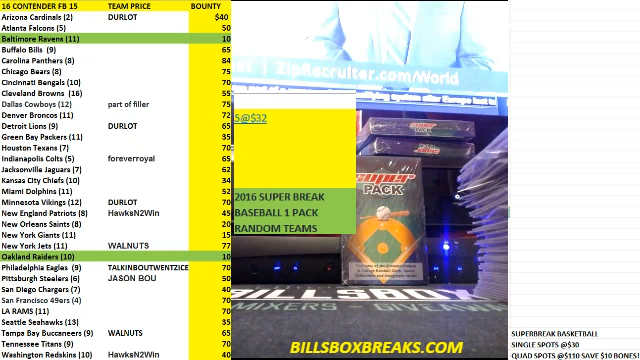 16 CONTENDER FB 15 TEAM PRICE BOUNTY
Arizona Cardinals (2) DURLOT $40
Atlanta Falcons (5) 50
Baltimore Ravens (11) 10
Buffalo Bills (9) 65
Carolina Panthers (8) 84
Chicago Bears (8) 75
Cincinnati Bengals (10) 70
Cleveland Browns (16) 55
Dallas Cowboys (12) part of filler 75
Denver Broncos (11) 72
Detroit Lions (9) DURLOT 65
Green Bay Packers (11) 35
Houston Texans (7) 70
Indianapolis Colts (5) foreverroyal 65
Jacksonville Jaguars (7) 62
Kansas City Chiefs (10) 34
Miami Dolphins (11) 52
Minnesota Vikings (12) DURLOT 70
New England Patriots (8) HawksN2Win 45
New Orleans Saints (8) 20
New York Giants (11) 15
New York Jets (11) WALNUTS 77
Oakland Raiders (10) 10
Philadelphia Eagles (9) TALKINBOUTWENTZICE 70
Pittsburgh Steelers (6) JASON BOU 50
San Diego Chargers (7) 40
San Francisco 49ers (4) 70
LA RAMS (11) 70
Seattle Seahawks (13) 35
Tampa Bay Buccaneers (9) WALNUTS 65
Tennessee Titans (9) 70
Washington Redskins (10) HawksN2Win 40
ZipRecruiter.com/World
5@$32
2016 SUPER BREAK
BASEBALL 1 PACK
RANDOM TEAMS
SUPER
PACK
BILLSBOX
MIXERS
BILLSBOXBREAKS.COM
SUPERBREAK BASKETBALL
SINGLE SPOTS @$30
QUAD SPOTS @$110 SAVE $10 BONES!